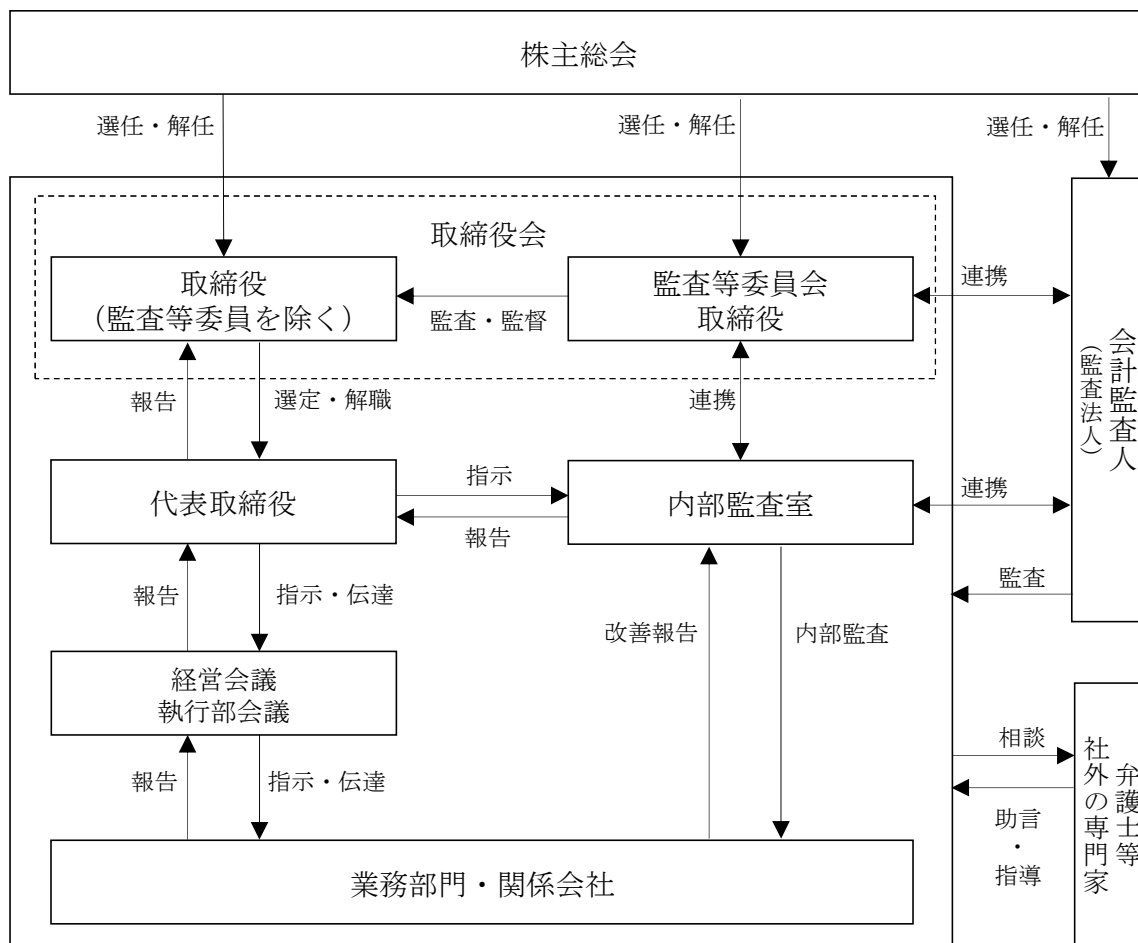 株主総会
選任・解任
選任・解任
選任・解任
取締役会
取締役
（監査等委員を除く）
監査・監督
監査等委員会
取締役
連携
会計監査人
（監査法人）
報告
選定・解職
連携
代表取締役
指示
報告
内部監査室
連携
監査
報告
指示・伝達
改善報告
内部監査
経営会議
執行部会議
報告
指示・伝達
相談
助言
・
指導
弁護士等
社外の専門家
業務部門・関係会社